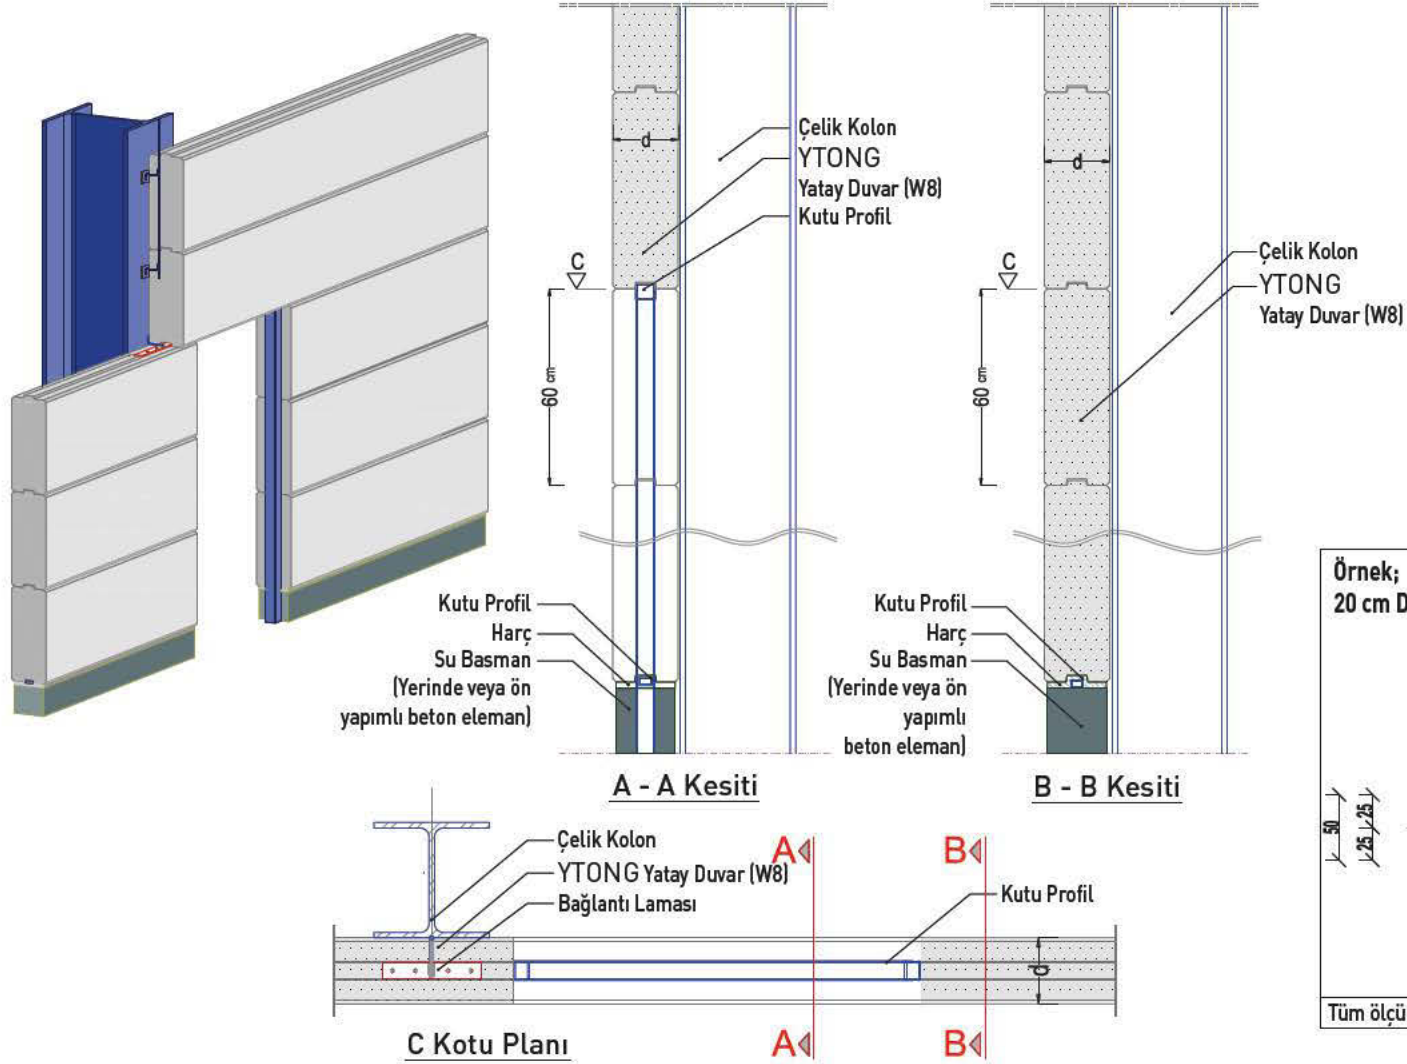 d
Çelik Kolon
YTONG
Yatay Duvar (W8)
Kutu Profil
C
60 cm
Kutu Profil
Harç
Su Basman
(Yerinde veya ön
yapımlı beton eleman)
A - A Kesiti
d
Çelik Kolon
YTONG
Yatay Duvar (W8)
C
60 cm
Kutu Profil
Harç
Su Basman
(Yerinde veya ön
yapımlı
beton eleman)
B - B Kesiti
Örnek;
20 cm D
50
25
25
Tüm ölçü
Çelik Kolon
YTONG Yatay Duvar (W8)
Bağlantı Laması
A
B
Kutu Profil
d
A
B
C Kotu Planı